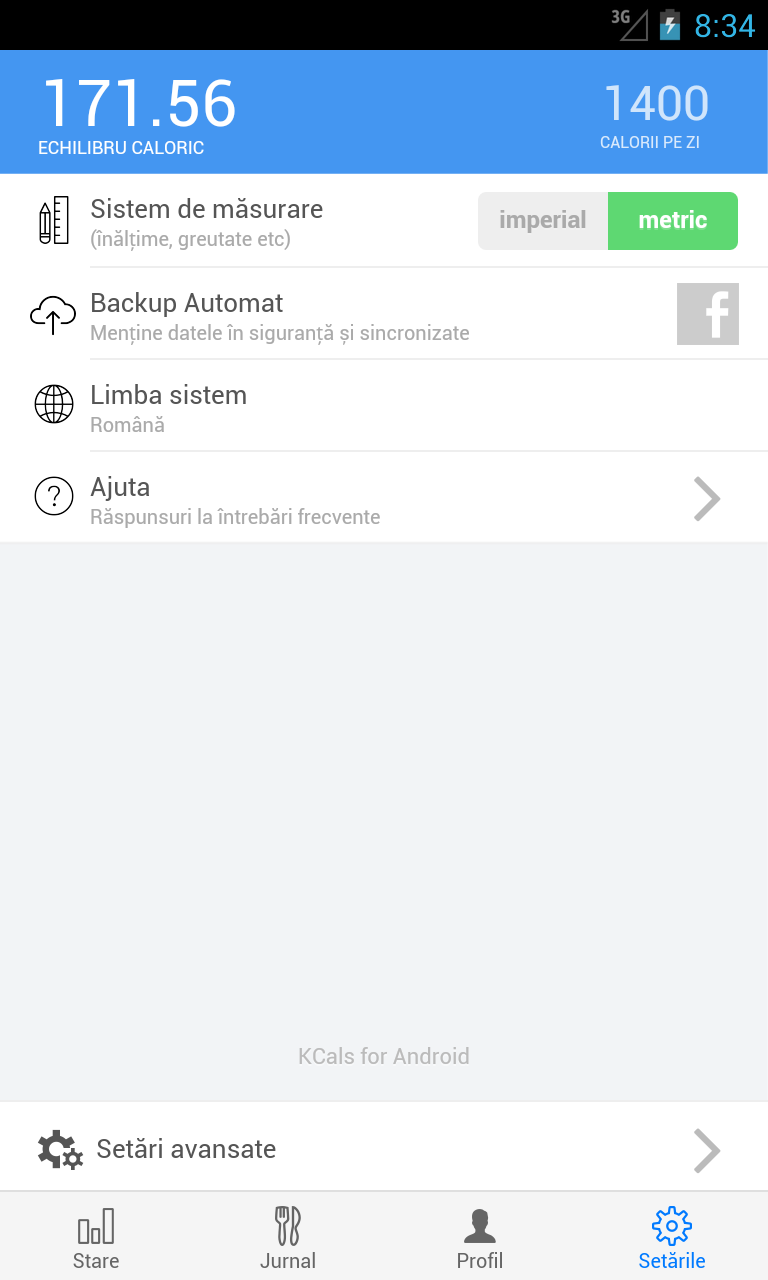 3G 8:34
171.56
ECHILIBRU CALORIC
1400
CALORII PE ZI
Sistem de măsurare
(înălțime, greutate etc)
imperial metric
Backup Automat
Menține datele în siguranță și sincronizate
f
Limba sistem
Română
?
Ajuta
Răspunsuri la întrebări frecvente
KCals for Android
Setări avansate
Stare Jurnal Profil Setările